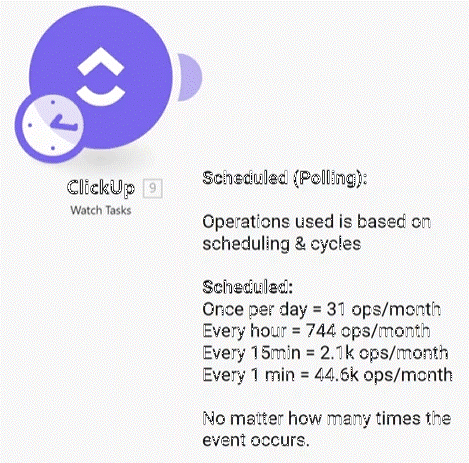 ClickUp 9
Watch Tasks
Scheduled (Polling):
Operations used is based on
scheduling & cycles
Scheduled:
Once per day = 31 ops/month
Every hour = 744 ops/month
Every 15min = 2.1k ops/month
Every 1 min = 44.6k ops/month
No matter how many times the
event occurs.